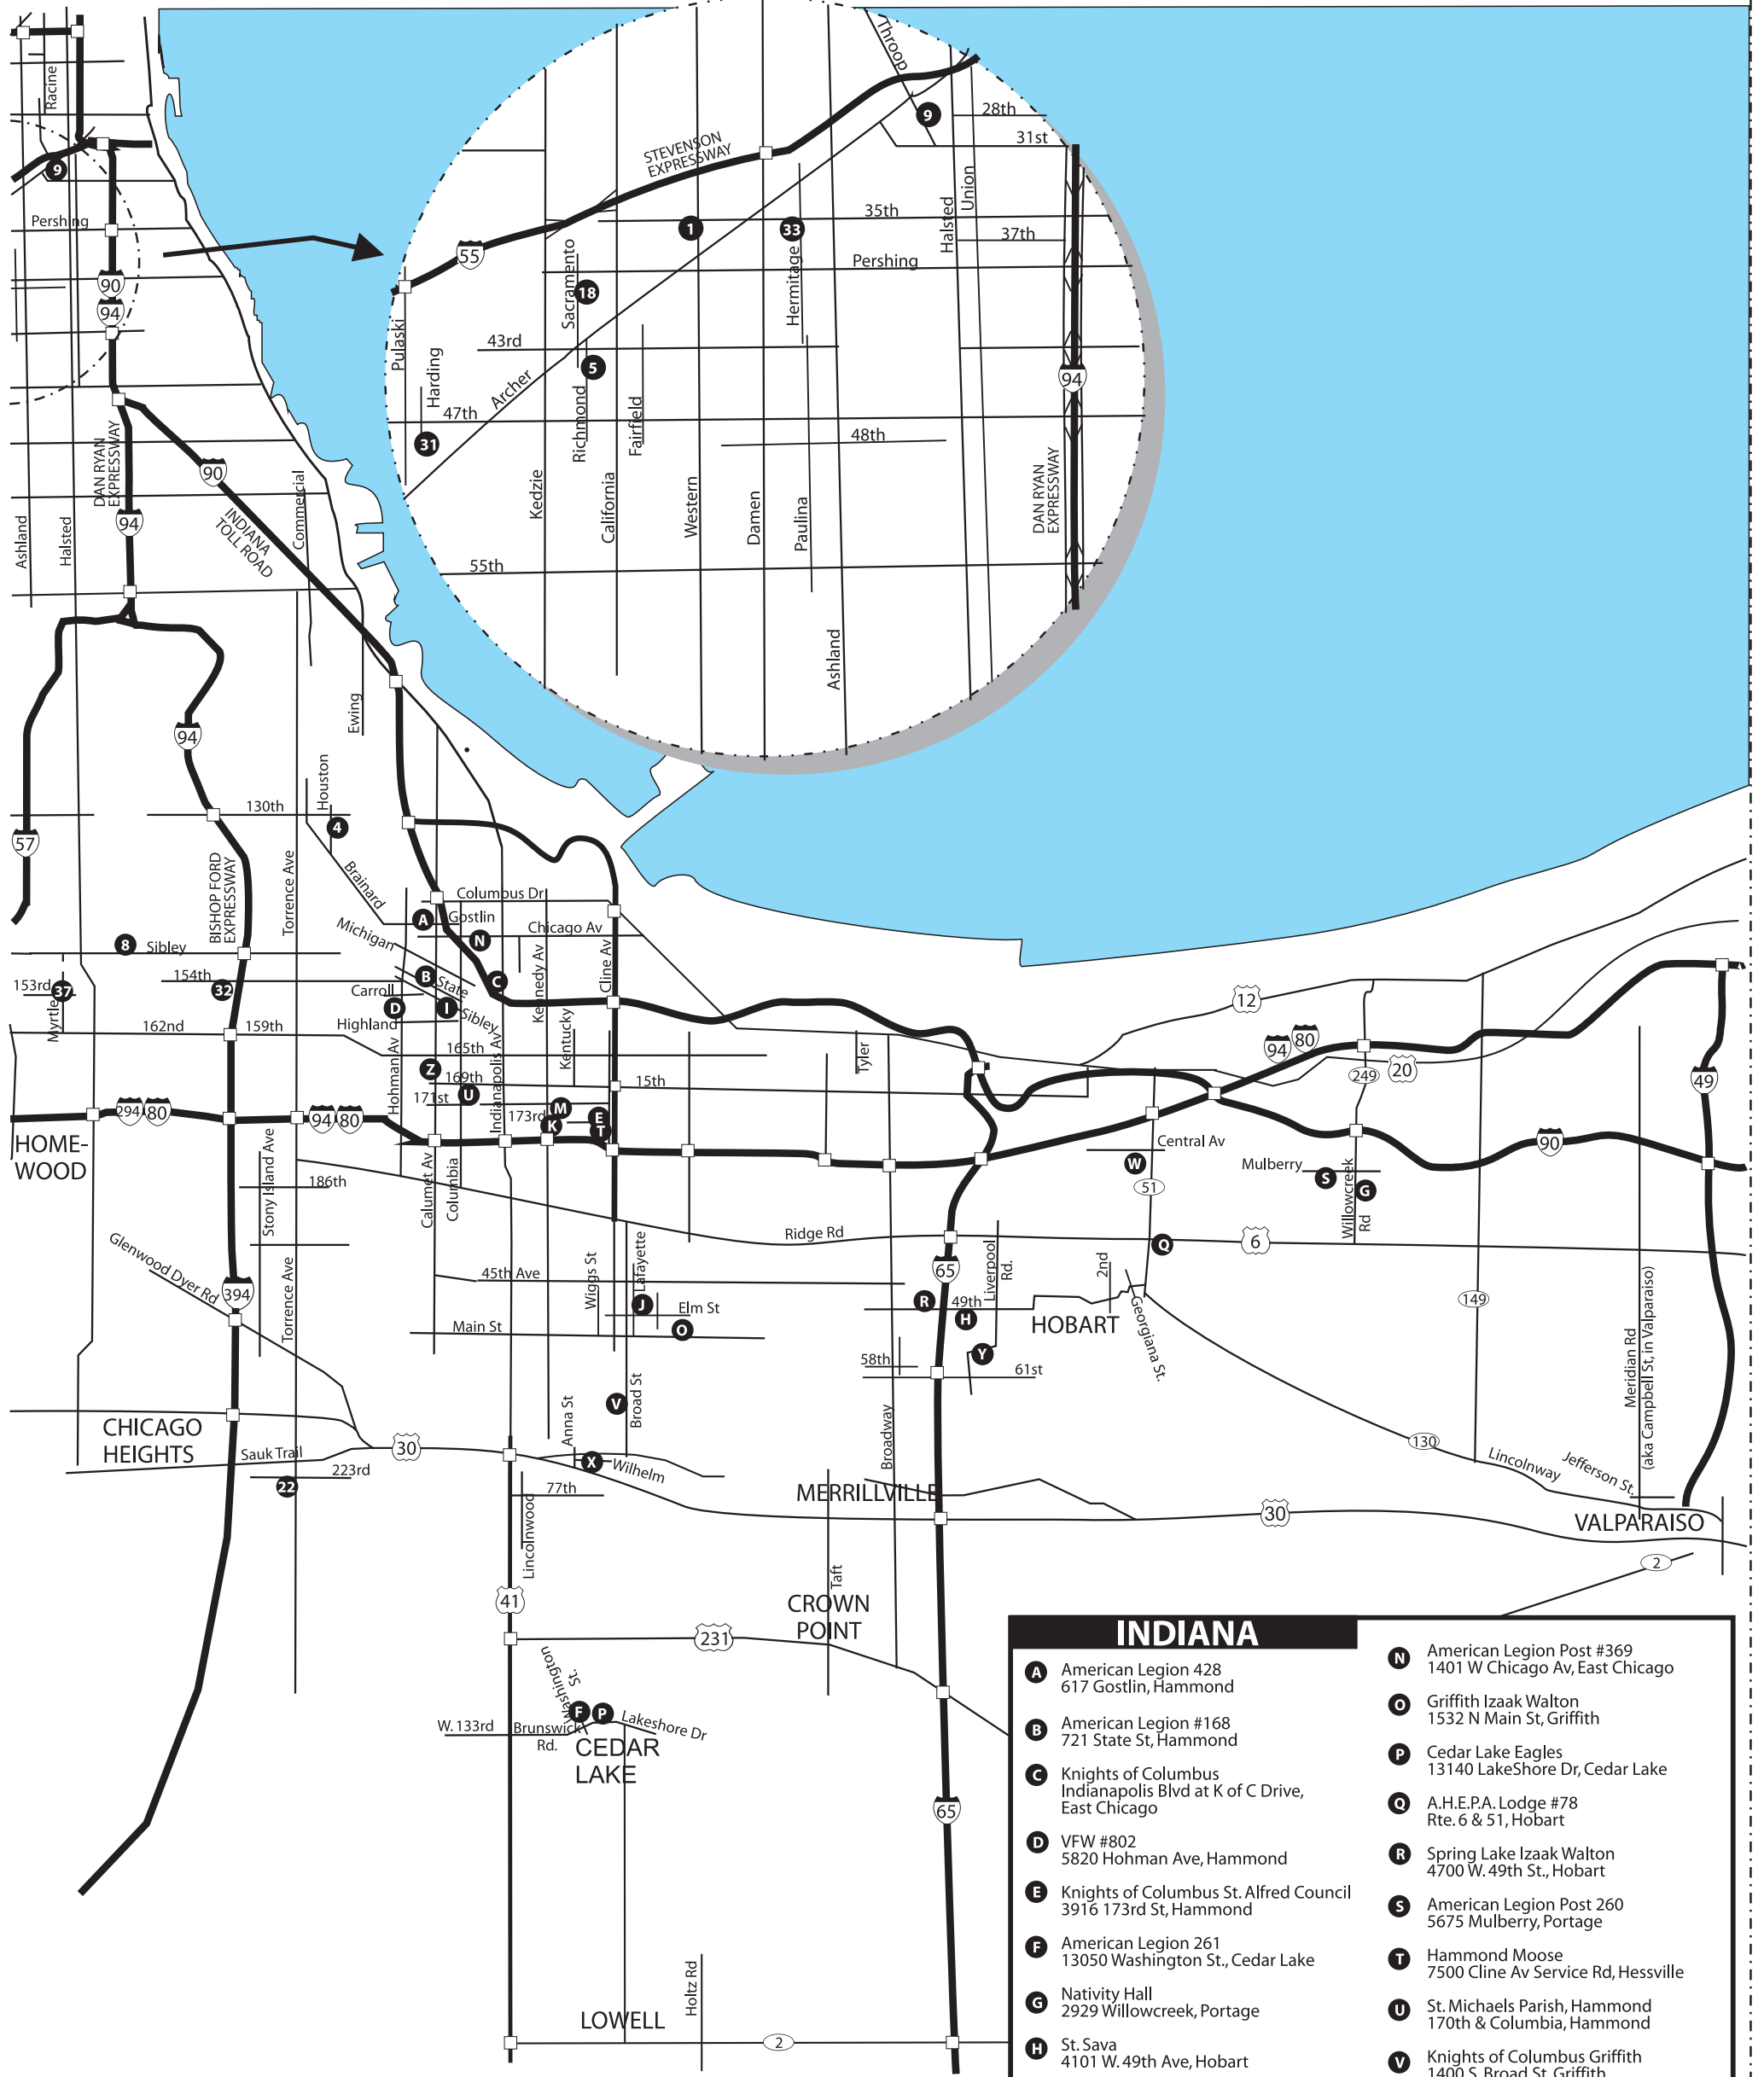 Racine
9
Pershing
90
94
Ashland
Halsted
DAN RYAN
EXPRESSWAY
94
90
INDIANA
TOLL ROAD
Commercial
Ewing
Throop
9
28th
31st
STEVENSON
EXPRESSWAY
Union
Halsted
35th
37th
1
33
55
Sacramento
18
Pershing
Hermitage
Pulaski
43rd
5
Harding
Archer
Richmond
Fairfield
94
47th
48th
31
Kedzie
California
Western
Damen
Paulina
DAN RYAN
EXPRESSWAY
55th
Ashland
94
57
130th
Houston
4
Brainard
BISHOP FORD
EXPRESSWAY
Torrence Ave
8
Sibley
154th
32
153rd
37
Myrtle
162nd
159th
Columbus Dr
A
Gostlin
Michigan
N
Chicago Av
B
State
C
Carroll
D
I
Sibley
Highland
Kennedy Av
Cline Av
Kentucky
165th
Hohman Av
Z
169th
Indianapolis Av
15th
171st
U
M
173rd
K
E
T
Tyler
12
94
80
20
249
49
294
80
94
80
HOME-
WOOD
Stony Island Ave
186th
Calumet Av
Columbia
Central Av
W
51
Mulberry
S
G
Willowcreek
Rd
90
Glenwood Dyer Rd
Ridge Rd
Q
6
394
Torrence Ave
45th Ave
Wiggs St
Lafayette
J
Elm St
O
Main St
65
Liverpool
Rd.
2nd
R
49th
H
HOBART
Georgiana St.
Y
58th
61st
149
Meridian Rd
(aka Campbell St, in Valparaiso)
CHICAGO
HEIGHTS
Sauk Trail
223rd
22
30
Anna St
V
Broad St
X
Wilhelm
77th
Lincolnwood
Broadway
MERRILLVILLE
130
Lincolnway
Jefferson St.
30
VALPARAISO
2
41
Taft
CROWN
POINT
231
Washington
St.
F
P
Lakeshore Dr
W. 133rd
Brunswick
Rd.
CEDAR
LAKE
65
Holtz Rd
LOWELL
2
INDIANA
A
American Legion 428
617 Gostlin, Hammond
B
American Legion #168
721 State St, Hammond
C
Knights of Columbus
Indianapolis Blvd at K of C Drive,
East Chicago
D
VFW #802
5820 Hohman Ave, Hammond
E
Knights of Columbus St. Alfred Council
3916 173rd St, Hammond
F
American Legion 261
13050 Washington St., Cedar Lake
G
Nativity Hall
2929 Willowcreek, Portage
H
St. Sava
4101 W. 49th Ave, Hobart
N
American Legion Post #369
1401 W Chicago Av, East Chicago
O
Griffith Izaak Walton
1532 N Main St, Griffith
P
Cedar Lake Eagles
13140 LakeShore Dr, Cedar Lake
Q
A.H.E.P.A. Lodge #78
Rte. 6 & 51, Hobart
R
Spring Lake Izaak Walton
4700 W. 49th St., Hobart
S
American Legion Post 260
5675 Mulberry, Portage
T
Hammond Moose
7500 Cline Av Service Rd, Hessville
U
St. Michaels Parish, Hammond
170th & Columbia, Hammond
V
Knights of Columbus Griffith
1400 S. Broad St, Griffith